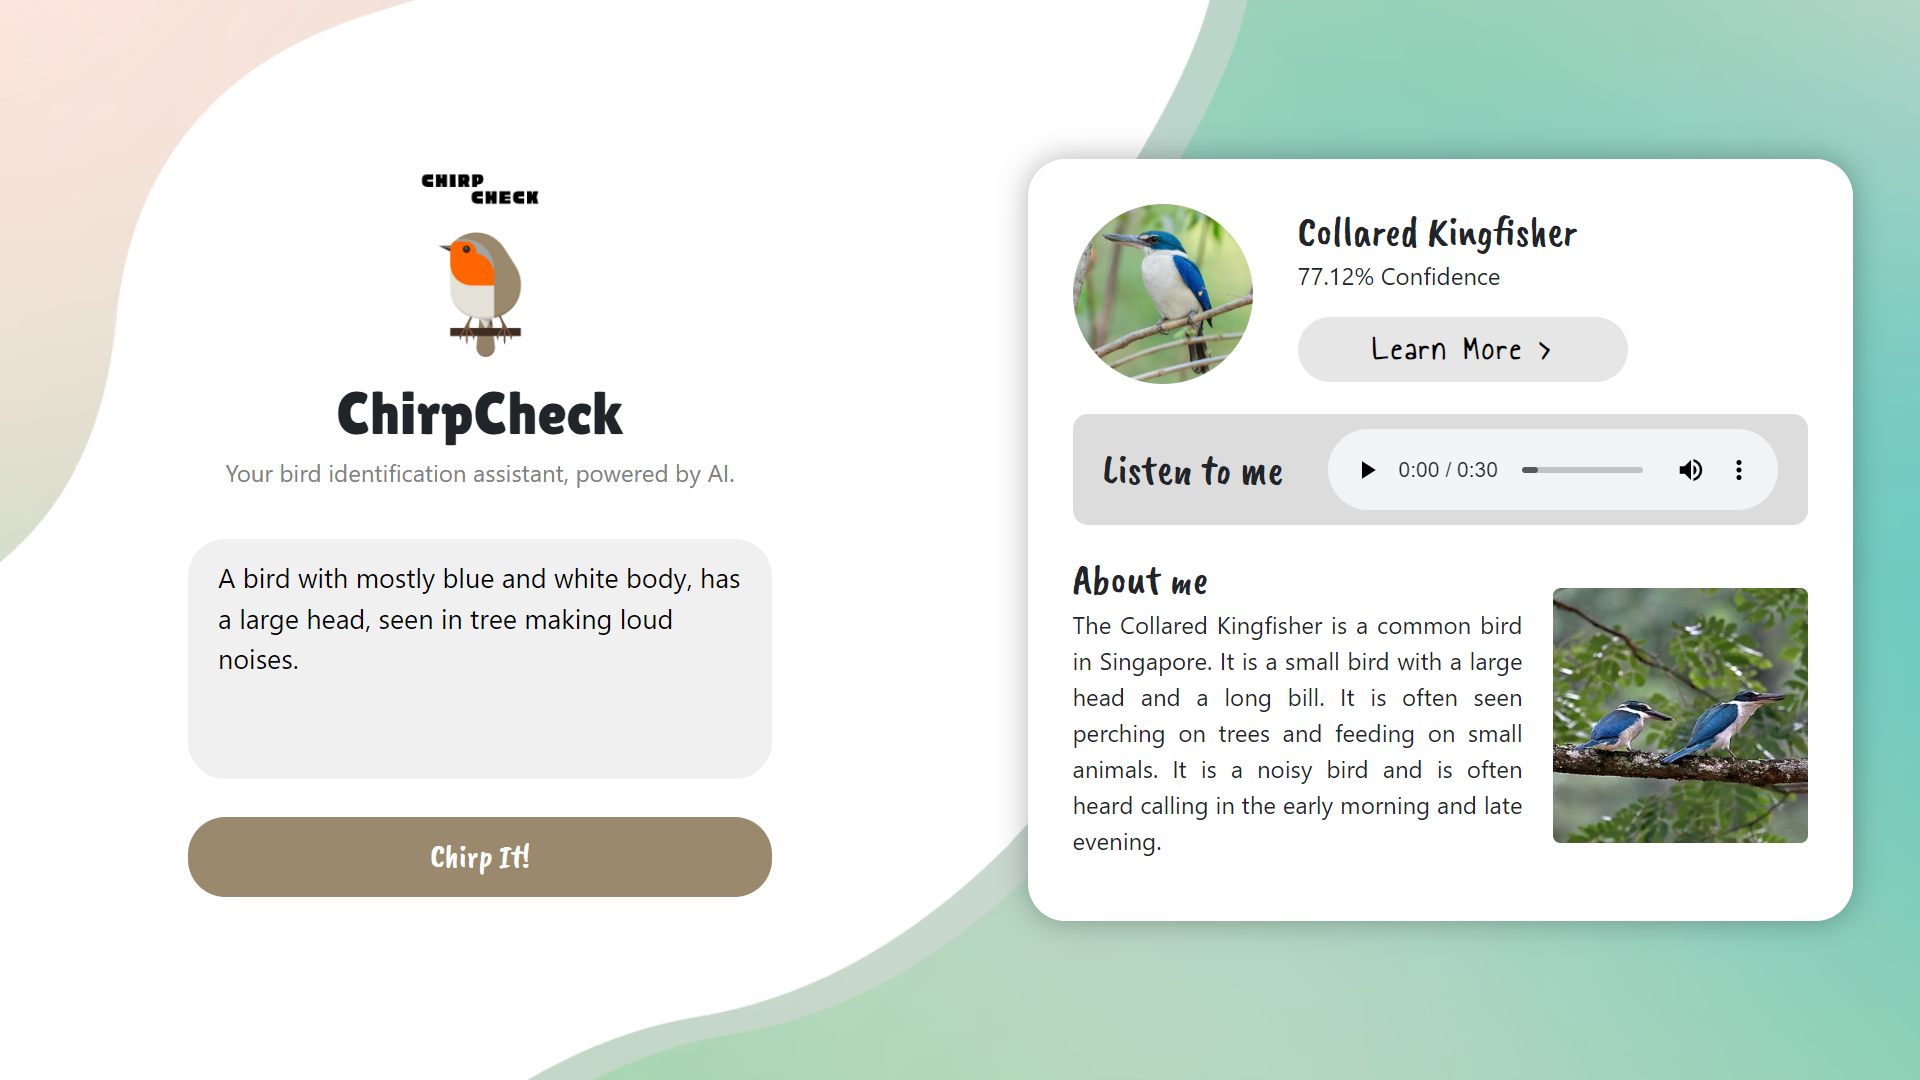 CHIRP
CHECK
ChirpCheck
Your bird identification assistant, powered by AI.
A bird with mostly blue and white body, has
a large head, seen in tree making loud
noises.
Chirp It!
Collared Kingfisher
77.12% Confidence
Learn More >
Listen to me
0:00 / 0:30
About me
The Collared Kingfisher is a common bird
in Singapore. It is a small bird with a large
head and a long bill. It is often seen
perching on trees and feeding on small
animals. It is a noisy bird and is often
heard calling in the early morning and late
evening.